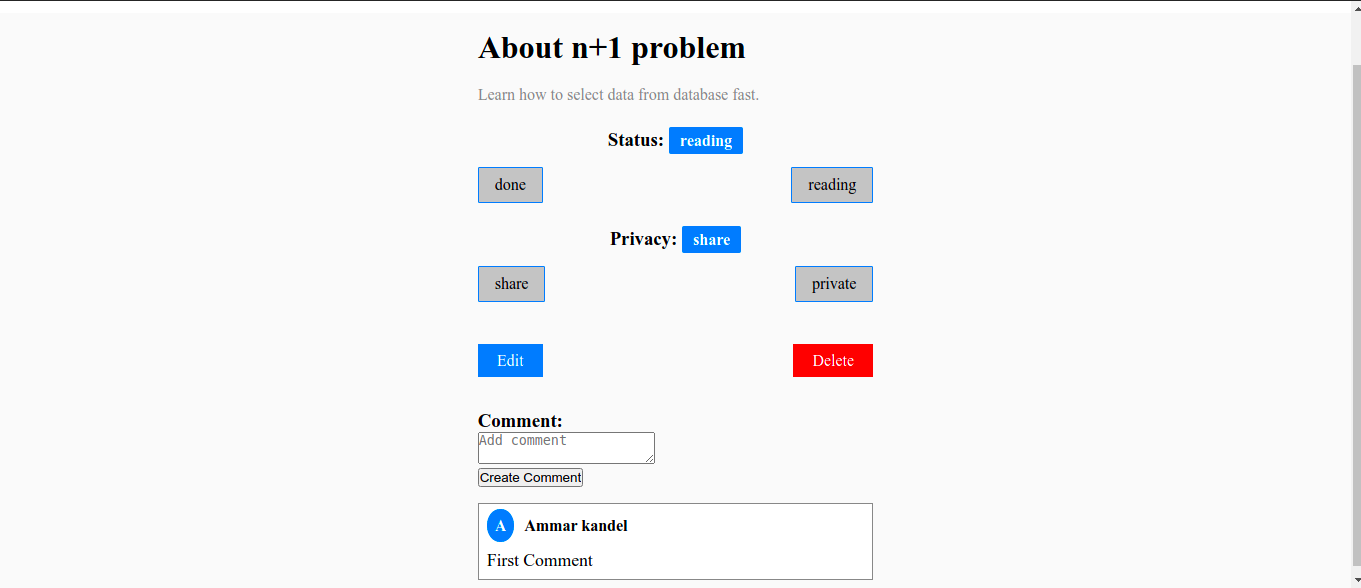 About n+1 problem
Learn how to select data from database fast.
Status: reading
done reading
Privacy: share
share private
Edit Delete
Comment:
Add comment
Create Comment
A Ammar kandel
First Comment